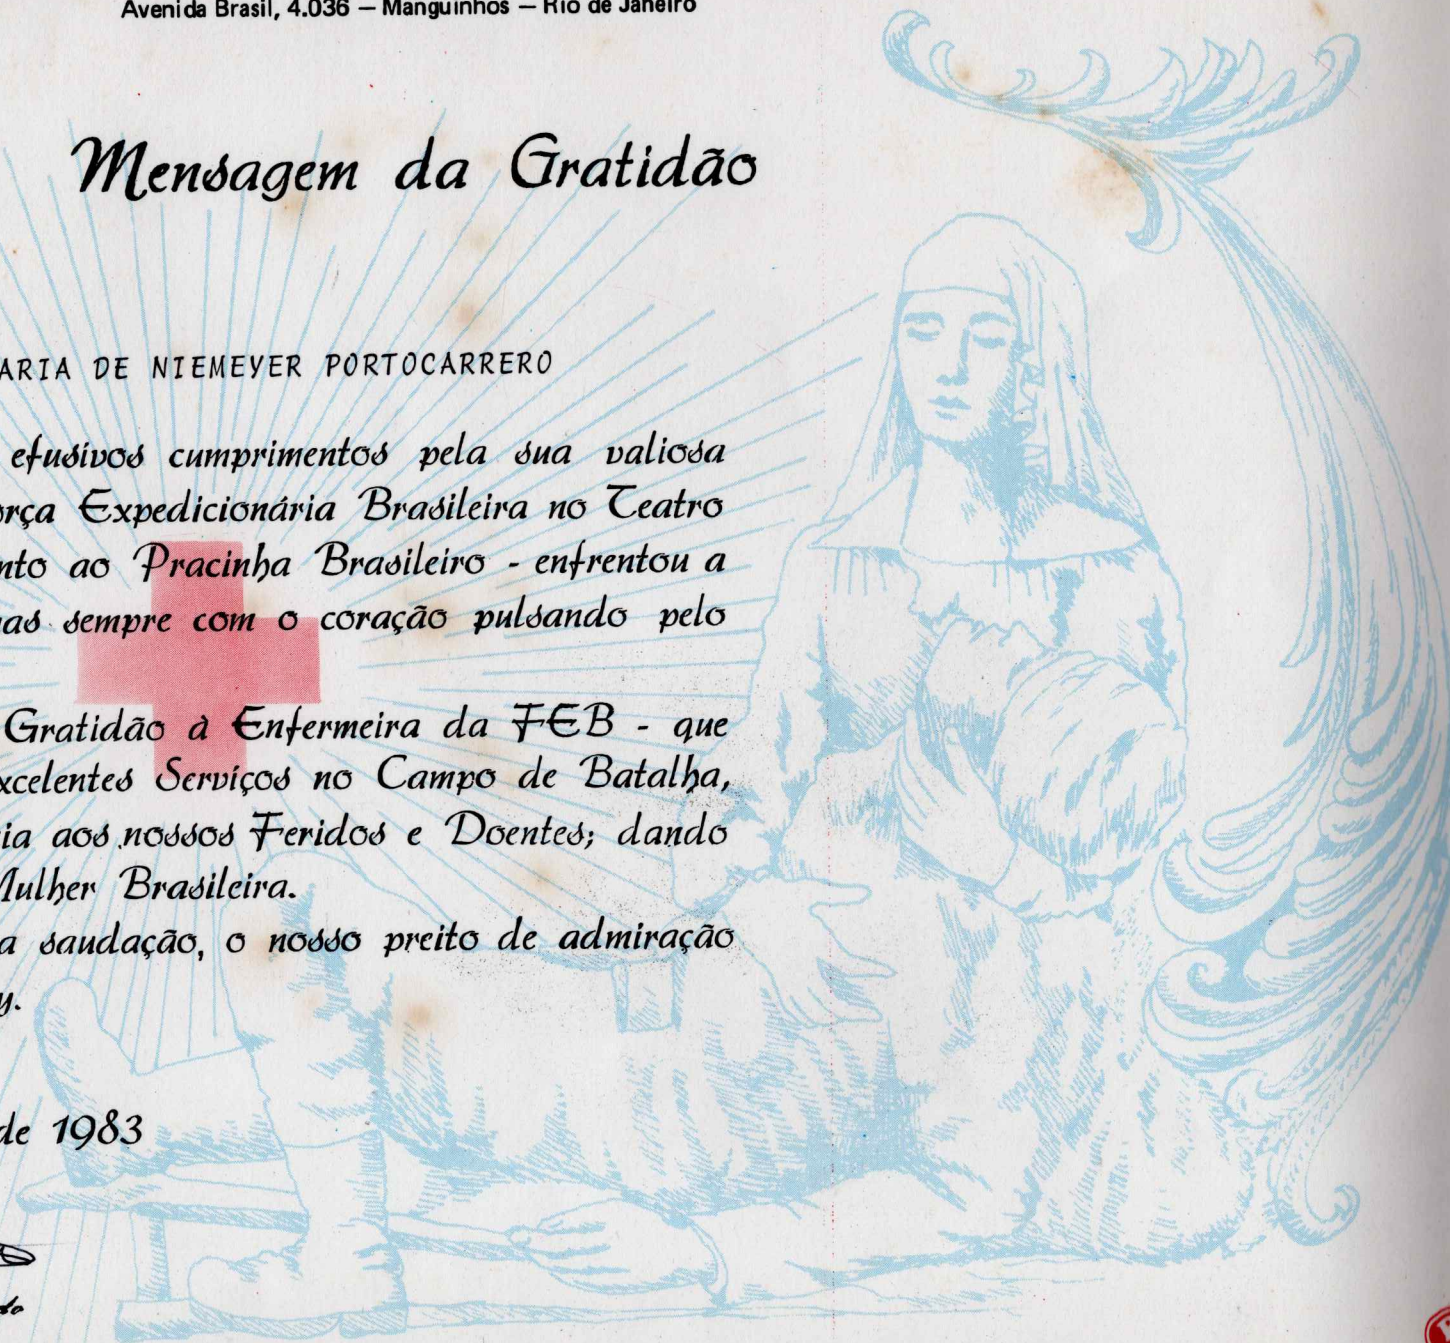 Avenida Brasil, 4.036 — Manguinhos — Rio de Janeiro
Mensagem da Gratidão
ARIA DE NIEMEYER PORTOCARRERO
efusivos cumprimentos pela sua valiosa
orça Expedicionária Brasileira no Teatro
nto ao Pracinha Brasileiro - enfrentou a
as sempre com o coração pulsando pelo
Gratidão à Enfermeira da FEB - que
xcelentes Serviços no Campo de Batalha,
ia aos nossos Feridos e Doentes; dando
Mulher Brasileira.
a saudação, o nosso preito de admiração
y.
de 1983